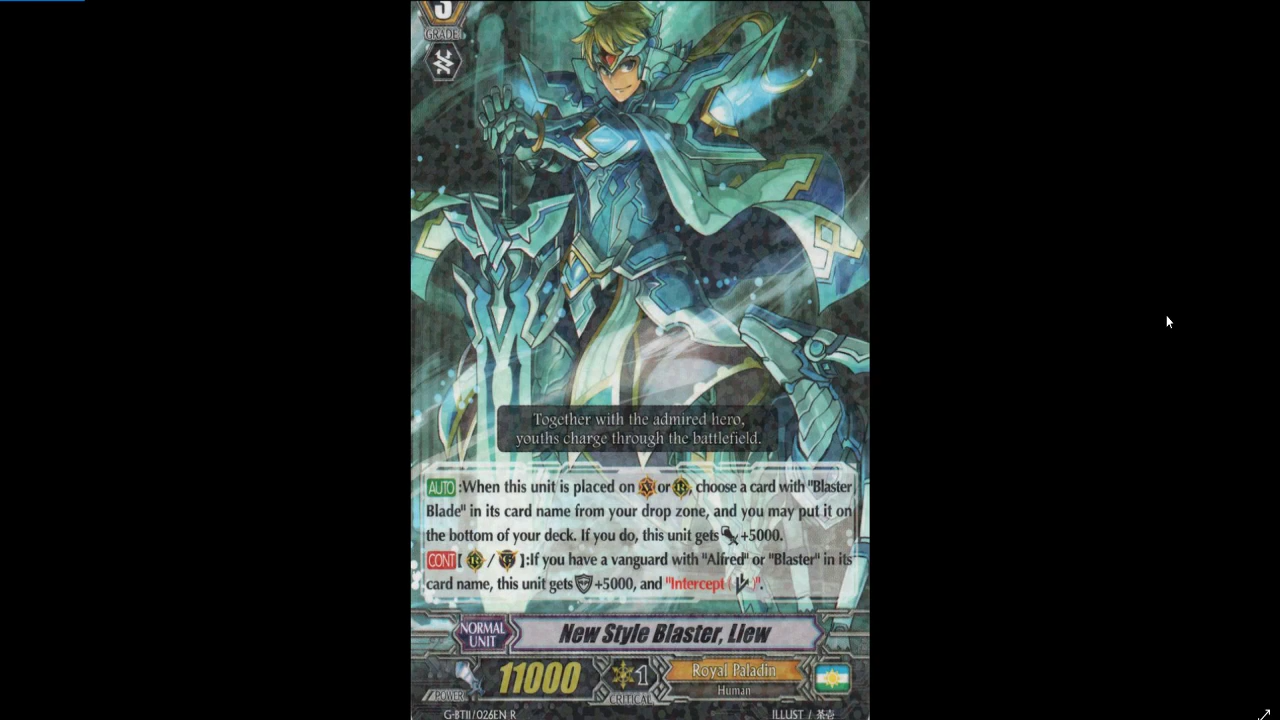 3
GRADE
Together with the admired hero,
youths charge through the battlefield.
AUTO :When this unit is placed on V or R, choose a card with "Blaster
Blade" in its card name from your drop zone, and you may put it on
the bottom of your deck. If you do, this unit gets +5000.
CONT [ R / G ]:If you have a vanguard with "Alfred" or "Blaster" in its
card name, this unit gets +5000, and "Intercept ( )".
NORMAL
UNIT
New Style Blaster, Llew
POWER 11000
1
CRITICAL
Royal Paladin
Human
G-BT11/026EN R
ILLUST / 茶壱